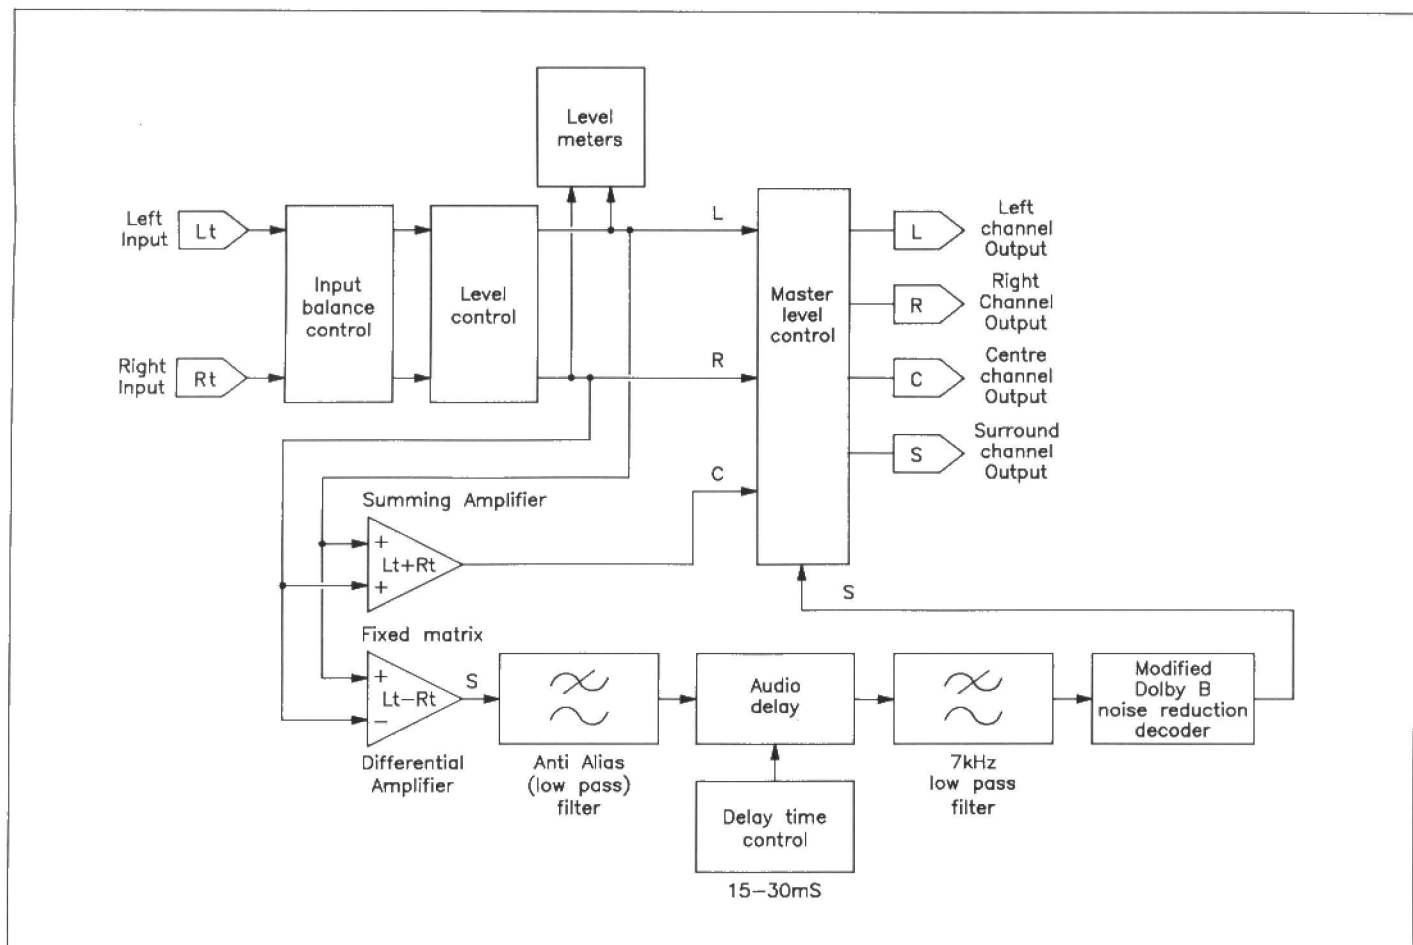 Level
meters
Left
Input
Lt
Input
balance
control
Level
control
L
Master
level
control
L
Left
channel
Output
R
Right
Channel
Output
Right
Input
Rt
R
C
Centre
channel
Output
S
Surround
channel
Output
C
Summing Amplifier
+
Lt+Rt
+
S
Fixed matrix
+
Lt−Rt
−
S
Differential
Amplifier
Anti Alias
(low pass)
filter
Audio
delay
Delay time
control
15−30mS
7kHz
low pass
filter
Modified
Dolby B
noise reduction
decoder